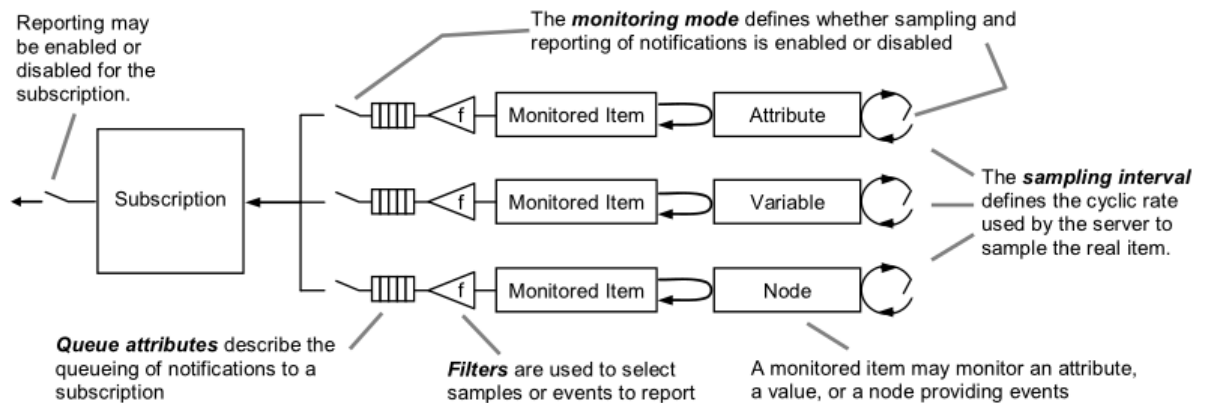 Reporting may
be enabled or
disabled for the
subscription.
The monitoring mode defines whether sampling and
reporting of notifications is enabled or disabled
f
Monitored Item
Attribute
Subscription
f
Monitored Item
Variable
The sampling interval
defines the cyclic rate
used by the server to
sample the real item.
f
Monitored Item
Node
Queue attributes describe the
queueing of notifications to a
subscription
Filters are used to select
samples or events to report
A monitored item may monitor an attribute,
a value, or a node providing events